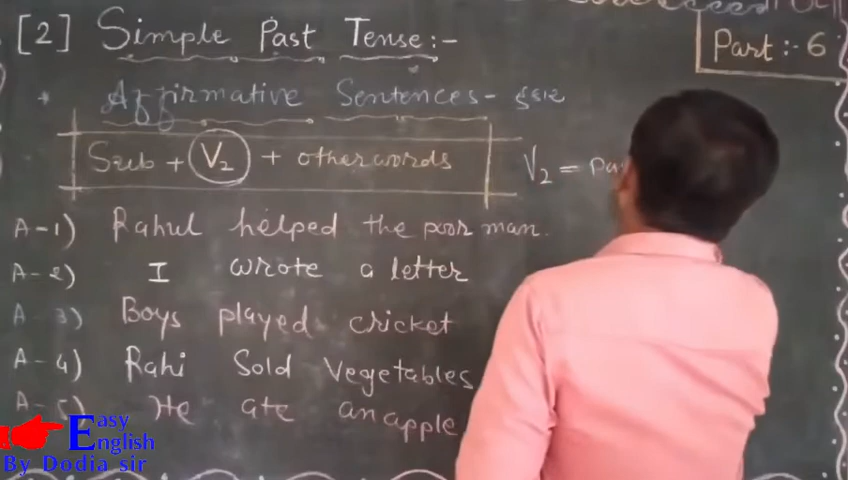 [2] Simple Past Tense:-
Part :- 6
* Affirmative Sentences-
Sub + V2 + other words
V2 = Pa
A-1) Rahul helped the poor man.
A-2) I wrote a letter
A-3) Boys played cricket
A-4) Rahi Sold Vegetables
A-5) He ate an apple
Easy
English
By Dodia sir